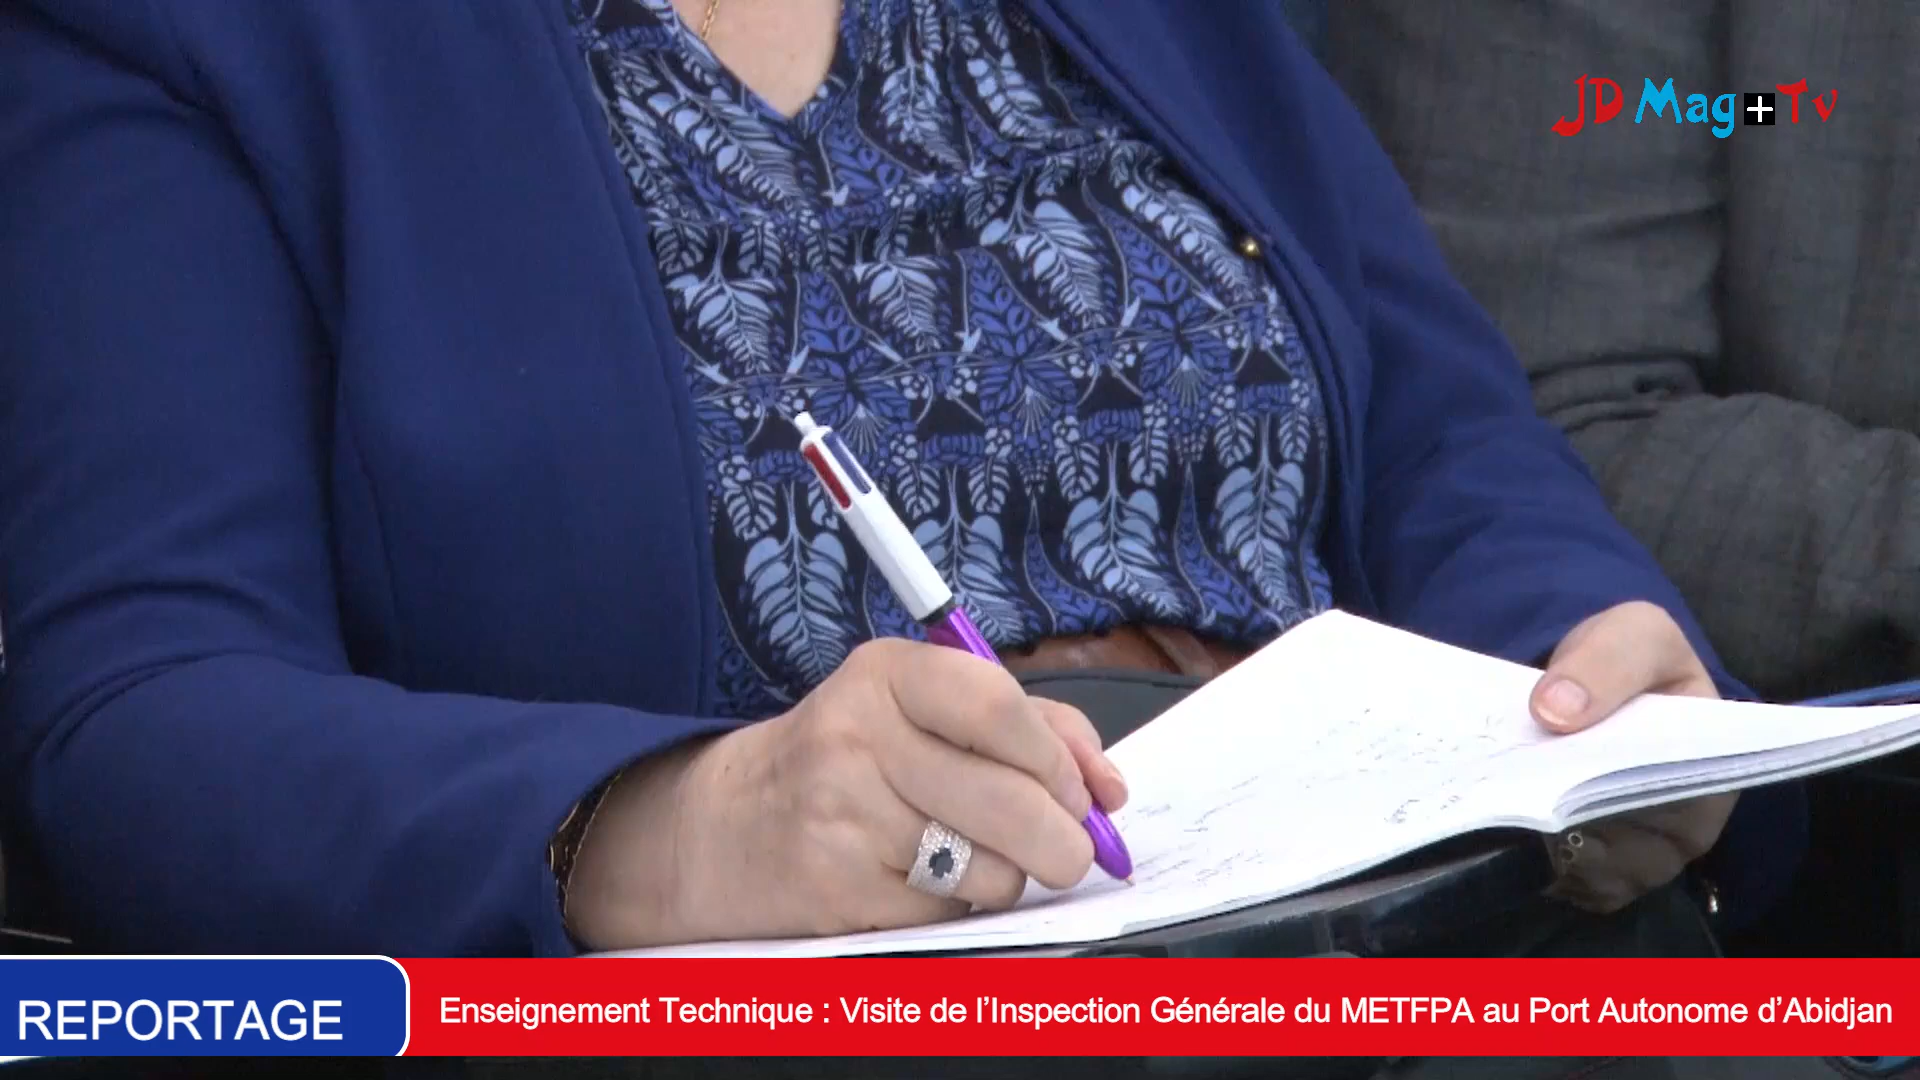 JD Mag+Tv
REPORTAGE
Enseignement Technique : Visite de l’Inspection Générale du METFPA au Port Autonome d’Abidjan